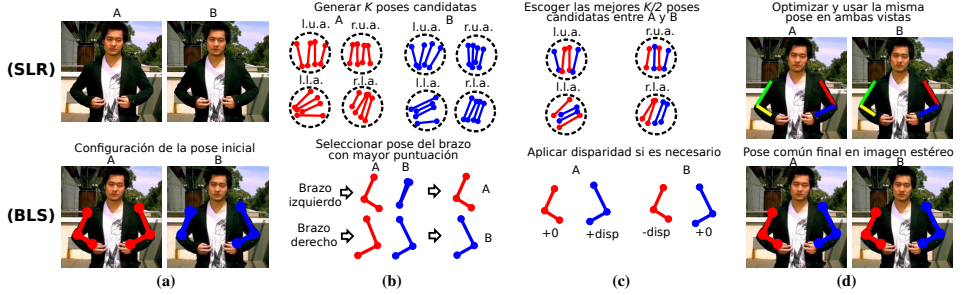 A B
Generar K poses candidatas
A B
l.u.a. r.u.a. l.u.a. r.u.a.
l.l.a. r.l.a. l.l.a. r.l.a.
Escoger las mejores K/2 poses
candidatas entre A y B
l.u.a. r.u.a.
l.l.a. r.l.a.
Optimizar y usar la misma
pose en ambas vistas
A B
(SLR)
Configuración de la pose inicial
A B
Seleccionar pose del brazo
con mayor puntuación
A B
Brazo
izquierdo
A
Brazo
derecho
B
Aplicar disparidad si es necesario
A B
+0 +disp -disp +0
Pose común final en imagen estéreo
A B
(BLS)
(a) (b) (c) (d)